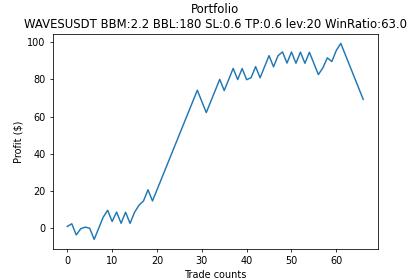 Portfolio
WAVESUSDT BBM:2.2 BBL:180 SL:0.6 TP:0.6 lev:20 WinRatio:63.0
100
80
60
40
20
0
Profit ($)
0 10 20 30 40 50 60
Trade counts